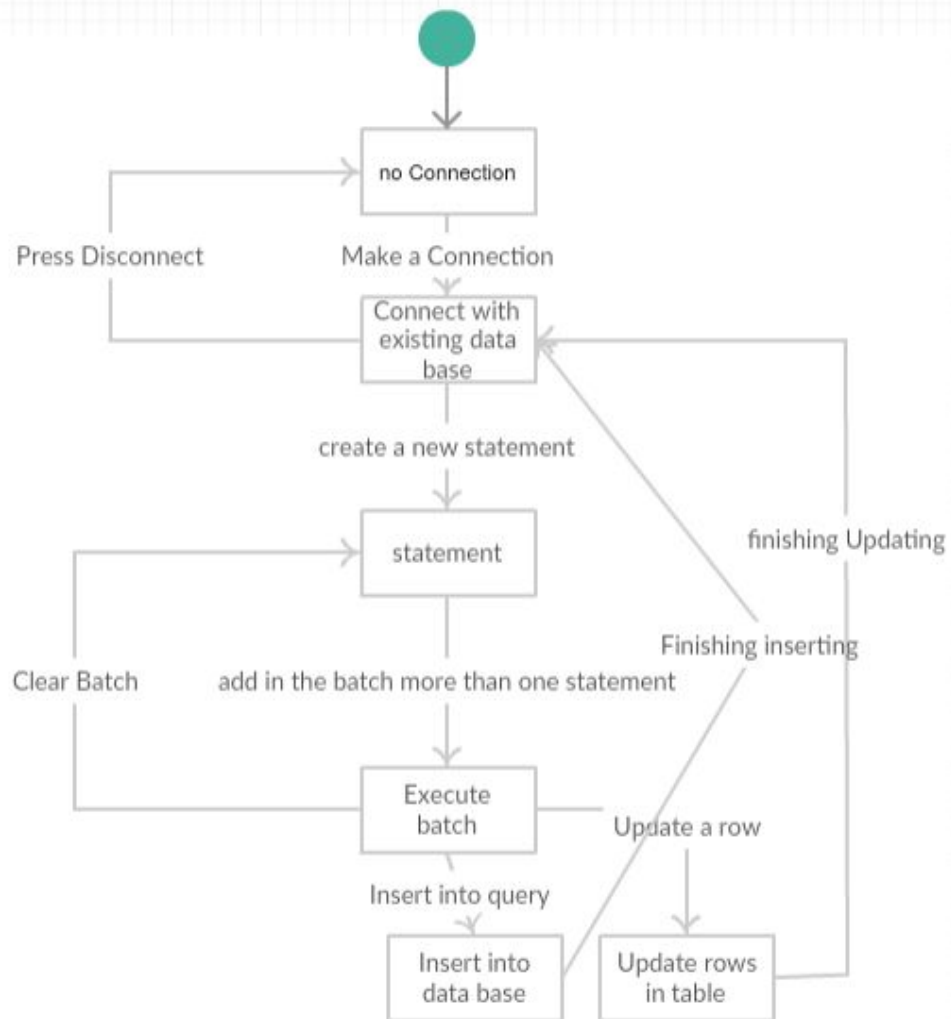 no Connection
Press Disconnect
Make a Connection
Connect with
existing data
base
create a new statement
statement
finishing Updating
Finishing inserting
Clear Batch
add in the batch more than one statement
Execute
batch
Update a row
Insert into query
Insert into
data base
Update rows
in table